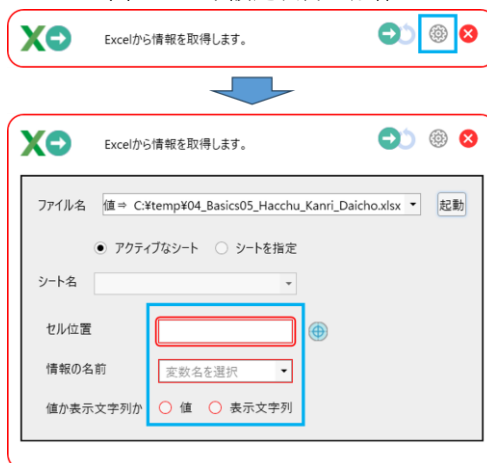 Excelから情報を取得します。
Excelから情報を取得します。
ファイル名 値⇒ C:¥temp¥04_Basics05_Hacchu_Kanri_Daicho.xlsx 起動
アクティブなシート シートを指定
シート名
セル位置
情報の名前 変数名を選択
値か表示文字列か 値 表示文字列